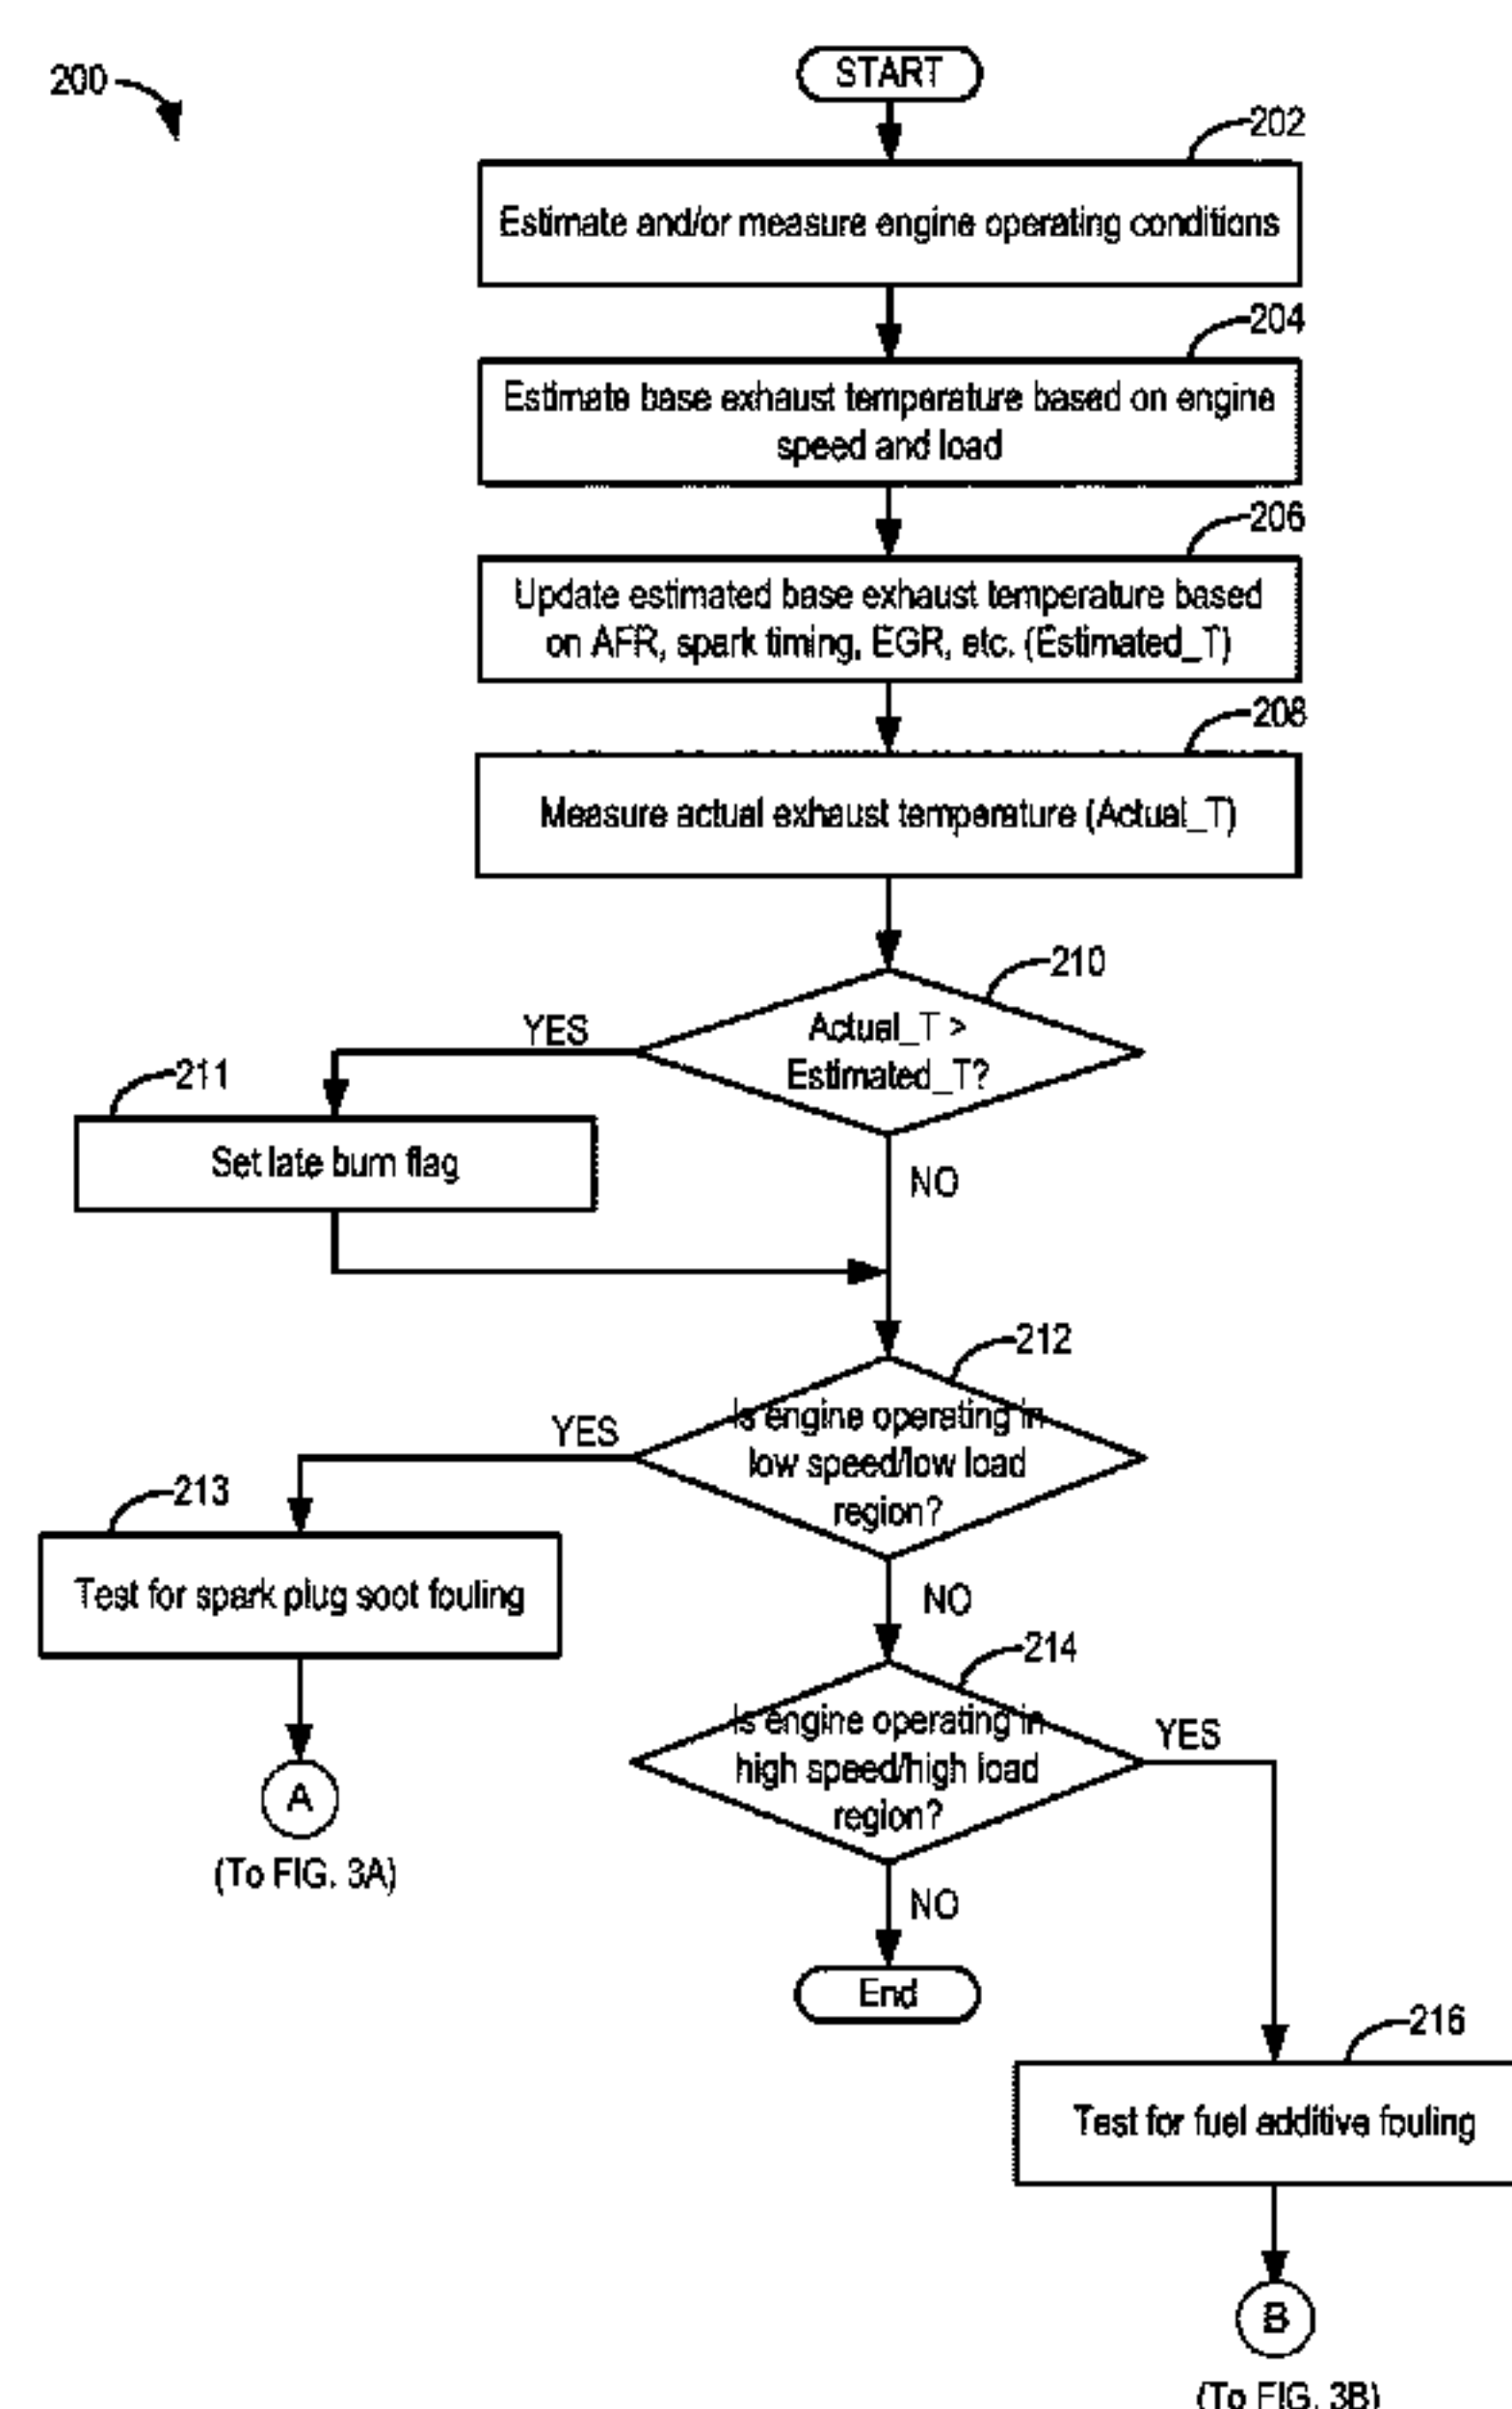 200
START
202
Estimate and/or measure engine operating conditions
204
Estimate base exhaust temperature based on engine
speed and load
206
Update estimated base exhaust temperature based
on AFR, spark timing, EGR, etc. (Estimated_T)
208
Measure actual exhaust temperature (Actual_T)
210
Actual_T >
Estimated_T?
YES
211
Set late burn flag
NO
212
Is engine operating in
low speed/low load
region?
YES
213
Test for spark plug soot fouling
NO
214
Is engine operating in
high speed/high load
region?
YES
A
(To FIG. 3A)
NO
End
216
Test for fuel additive fouling
B
(To FIG. 3B)